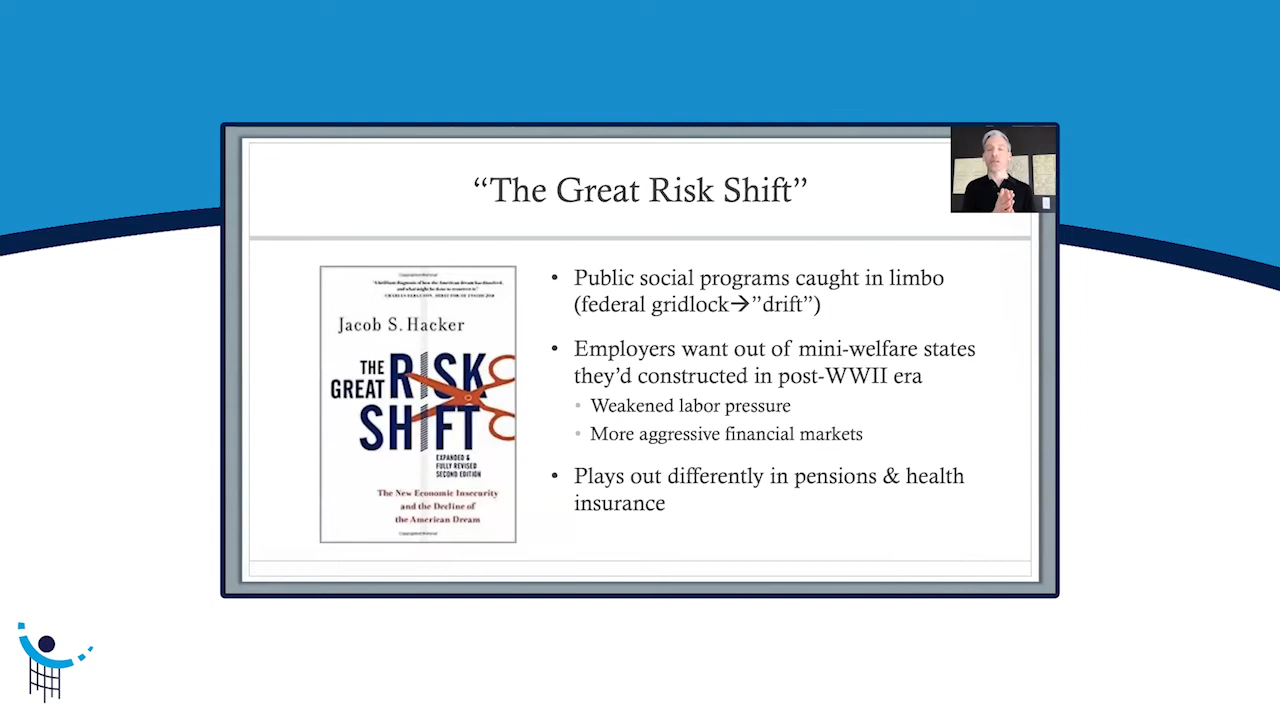 “The Great Risk Shift”
Jacob S. Hacker
THE
GREAT RISK
SHIFT
EXPANDED &
FULLY REVISED
SECOND EDITION
The New Economic Insecurity
and the Decline of
the American Dream
• Public social programs caught in limbo
(federal gridlock→”drift”)
• Employers want out of mini-welfare states
they’d constructed in post-WWII era
• Weakened labor pressure
• More aggressive financial markets
• Plays out differently in pensions & health
insurance